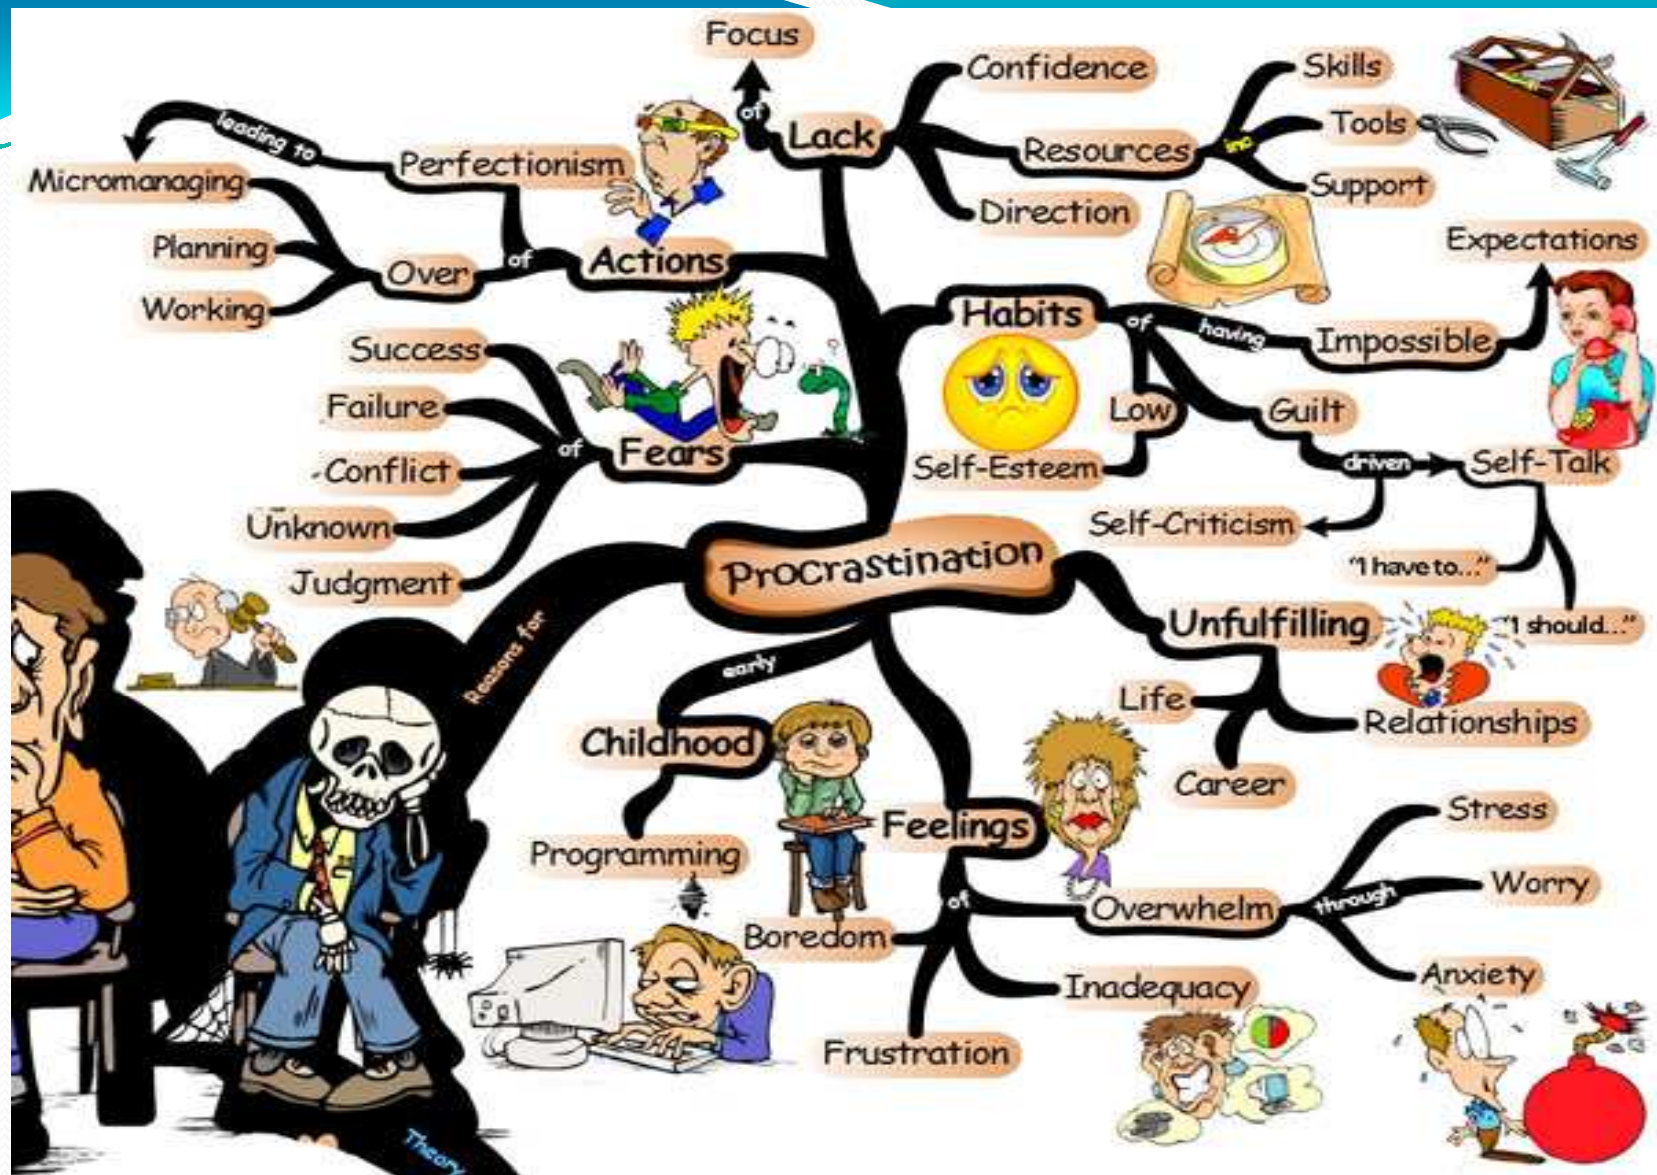 Focus
of
Lack
Confidence
Resources
inc
Skills
Tools
Support
Direction
leading to
Perfectionism
Micromanaging
Planning
Working
Over
of
Actions
Success
Failure
Conflict
Unknown
Judgment
of
Fears
Habits
of
having
Impossible
Expectations
Low
Self-Esteem
Guilt
driven
Self-Talk
Self-Criticism
"I have to..."
"I should..."
Procrastination
Reasons for
Unfulfilling
Life
Career
Relationships
early
Childhood
Programming
Feelings
of
Boredom
Frustration
Inadequacy
Overwhelm
through
Stress
Worry
Anxiety
Theory